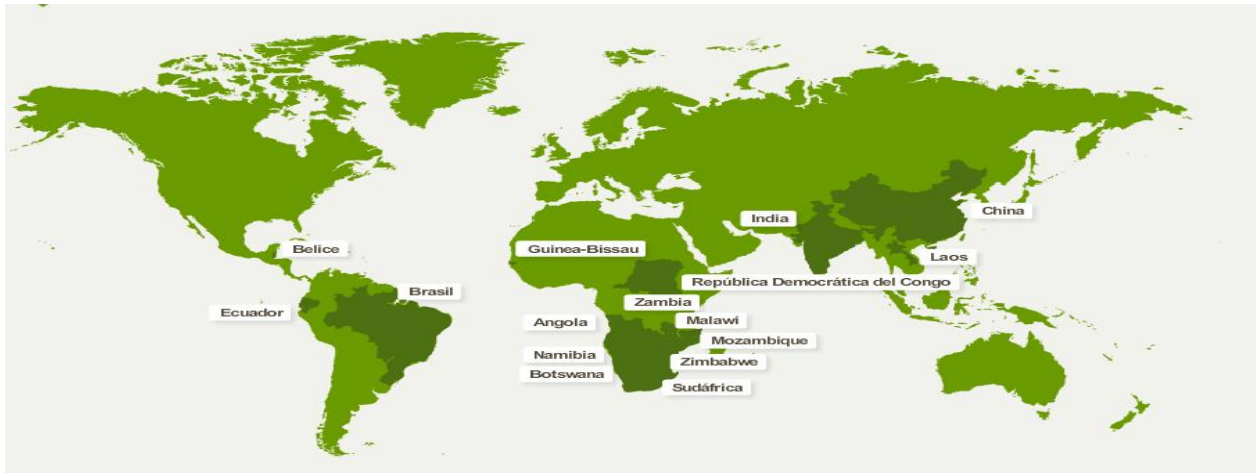 China
India
Belice
Guinea-Bissau
Laos
República Democrática del Congo
Brasil
Zambia
Ecuador
Angola
Malawi
Mozambique
Namibia
Zimbabwe
Botswana
Sudáfrica